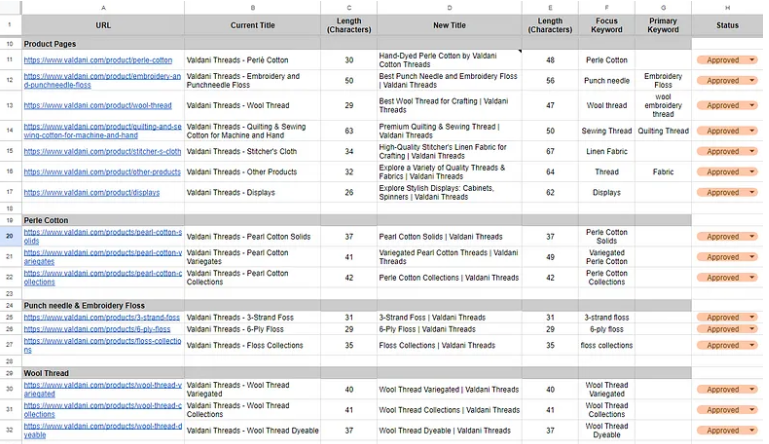 A B C D E F G H
1 URL Current Title Length (Characters) New Title Length (Characters) Focus Keyword Primary Keyword Status
10 Product Pages
11 https://www.valdani.com/product/perle-cotton Valdani Threads - Perlé Cotton 30 Hand-Dyed Perle Cotton by Valdani Cotton Threads 48 Perle Cotton Approved
12 https://www.valdani.com/product/embroidery-and-punchneedle-floss Valdani Threads - Embroidery and Punchneedle Floss 50 Best Punch Needle and Embroidery Floss | Valdani Threads 56 Punch needle Embroidery Floss Approved
13 https://www.valdani.com/product/wool-thread Valdani Threads - Wool Thread 29 Best Wool Thread for Crafting | Valdani Threads 47 Wool thread wool embroidery thread Approved
14 https://www.valdani.com/product/quilting-and-sewing-cotton-for-machine-and-hand Valdani Threads - Quilting & Sewing Cotton for Machine and Hand 63 Premium Quilting & Sewing Thread | Valdani Threads 50 Sewing Thread Quilting Thread Approved
15 https://www.valdani.com/product/stitcher-s-cloth Valdani Threads - Stitcher's Cloth 34 High-Quality Stitcher's Linen Fabric for Crafting | Valdani Threads 67 Linen Fabric Approved
16 https://www.valdani.com/product/other-products Valdani Threads - Other Products 32 Explore a Variety of Quality Threads & Fabrics | Valdani Threads 64 Thread Fabric Approved
17 https://www.valdani.com/product/displays Valdani Threads - Displays 26 Explore Stylish Displays: Cabinets, Spinners | Valdani Threads 62 Displays Approved
18
19 Perle Cotton
20 https://www.valdani.com/products/pearl-cotton-solids Valdani Threads - Pearl Cotton Solids 37 Pearl Cotton Solids | Valdani Threads 37 Perle Cotton Solids Approved
21 https://www.valdani.com/products/pearl-cotton-variegates Valdani Threads - Pearl Cotton Variegates 41 Variegated Pearl Cotton Threads | Valdani Threads 49 Variegated Perle Cotton Approved
22 https://www.valdani.com/products/pearl-cotton-collections Valdani Threads - Pearl Cotton Collections 42 Perle Cotton Collections | Valdani Threads 42 Perle Cotton Collections Approved
23
24 Punch needle & Embroidery Floss
25 https://www.valdani.com/products/3-strand-foss Valdani Threads - 3-Strand Foss 31 3-Strand Foss | Valdani Threads 31 3-strand foss Approved
26 https://www.valdani.com/products/6-ply-floss Valdani Threads - 6-Ply Floss 29 6-Ply Floss | Valdani Threads 29 6-ply floss Approved
27 https://www.valdani.com/products/floss-collections Valdani Threads - Floss Collections 35 Floss Collections | Valdani Threads 35 floss collections Approved
28
29 Wool Thread
30 https://www.valdani.com/products/wool-thread-variegated Valdani Threads - Wool Thread Variegated 40 Wool Thread Variegated | Valdani Threads 40 Wool Thread Variegated Approved
31 https://www.valdani.com/products/wool-thread-collections Valdani Threads - Wool Thread Collections 41 Wool Thread Collections | Valdani Threads 41 Wool Thread Collections Approved
32 https://www.valdani.com/products/wool-thread-dyeable Valdani Threads - Wool Thread Dyeable 37 Wool Thread Dyeable | Valdani Threads 37 Wool Thread Dyeable Approved